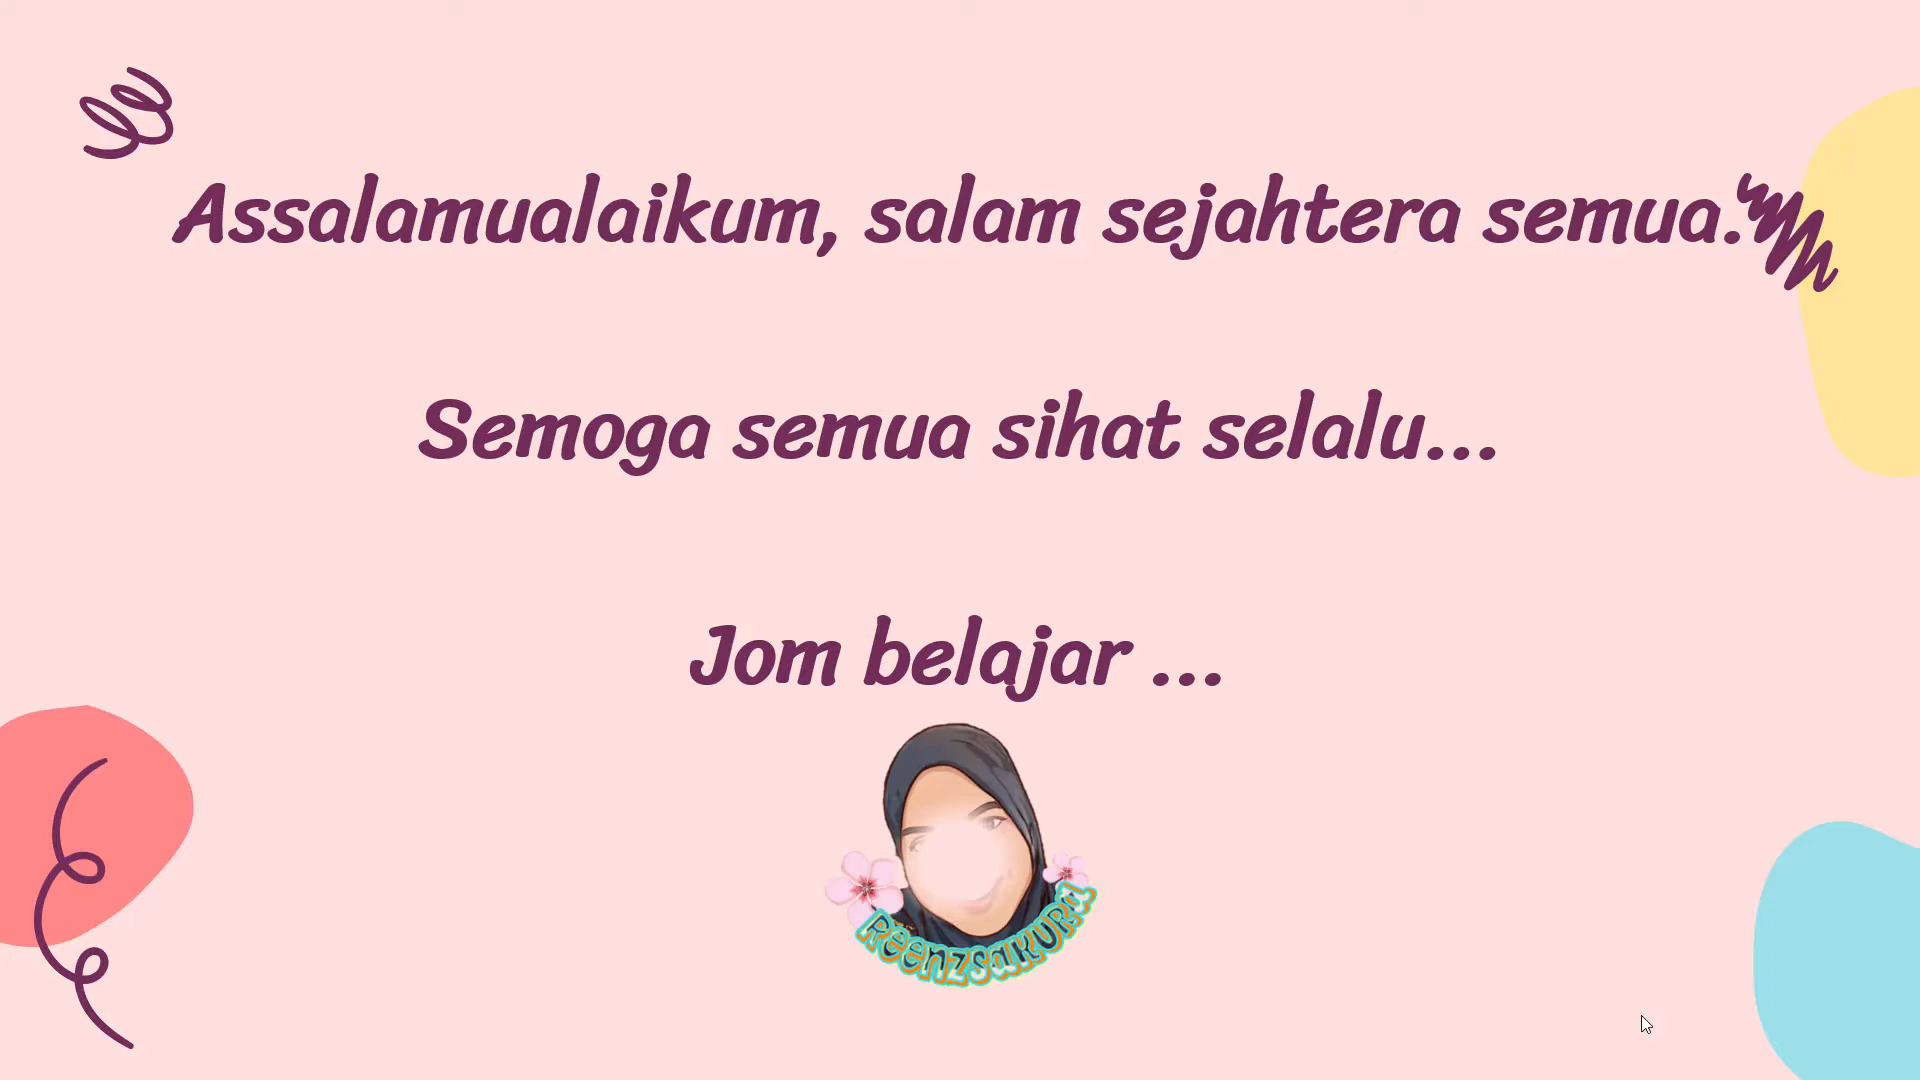 Assalamualaikum, salam sejahtera semua.
Semoga semua sihat selalu...
Jom belajar ...
Reenzsakura